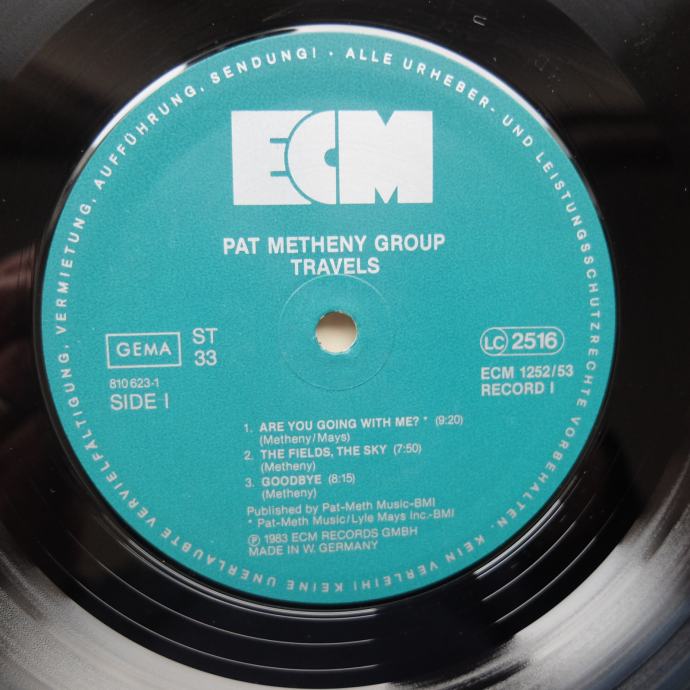 ALLE URHEBER- UND LEISTUNGSSCHUTZRECHTE VORBEHALTEN · KEIN VERLEIH! KEINE UNERLAUBTE VERVIELFÄLTIGUNG, VERMIETUNG, AUFFÜHRUNG, SENDUNG! ·
ECM
PAT METHENY GROUP
TRAVELS
GEMA
ST
33
810 623-1
SIDE I
LC 2516
ECM 1252/53
RECORD I
1. ARE YOU GOING WITH ME? * (9:20)
(Metheny/Mays)
2. THE FIELDS, THE SKY (7:50)
(Metheny)
3. GOODBYE (8:15)
(Metheny)
Published by Pat-Meth Music-BMI
* Pat-Meth Music/Lyle Mays Inc.-BMI
℗ 1983 ECM RECORDS GMBH
MADE IN W. GERMANY